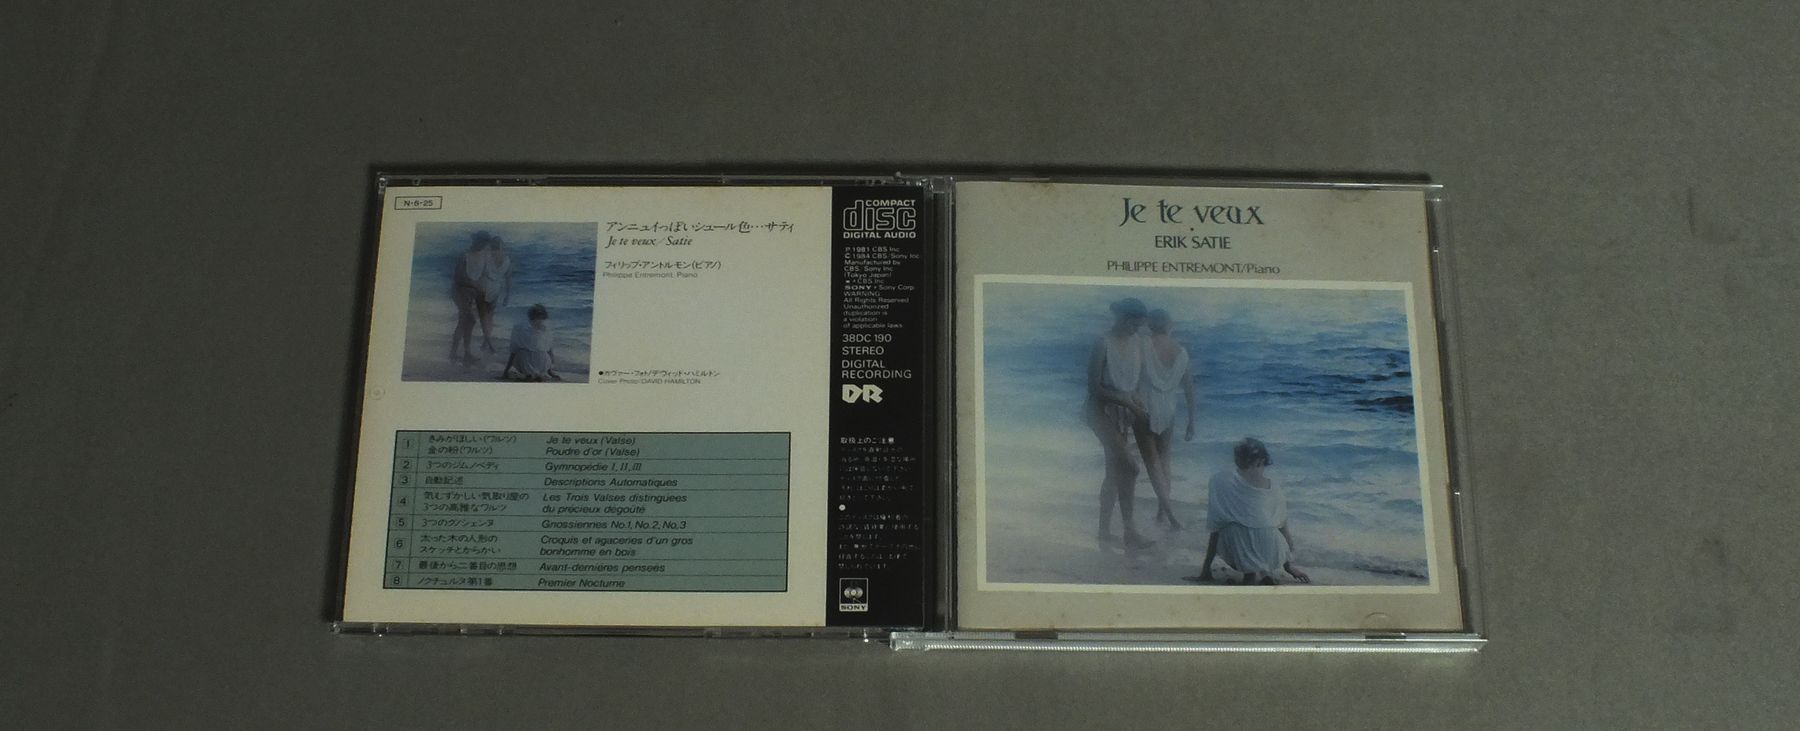 N-6-25
アンニュイっぽいシュール色…サティ
Je te veux/Satie
フィリップ・アントルモン(ピアノ)
Philippe Entremont, Piano
●カヴァー・フォト/デヴィッド・ハミルトン
Cover Photo/DAVID HAMILTON
1 きみがほしい(ワルツ) Je te veux (Valse)
金の粉(ワルツ) Poudre d'or (Valse)
2 3つのジムノペディ Gymnopédie I, II, III
3 自動記述 Descriptions Automatiques
4 気むずかしい気取り屋の Les Trois Valses distinguées
3つの高雅なワルツ du précieux dégoûté
5 3つのグノシェンヌ Gnossiennes No.1, No.2, No.3
6 太った木の人形の Croquis et agaceries d'un gros
スケッチとからかい bonhomme en bois
7 最後から二番目の思想 Avant-dernières pensées
8 ノクチュルヌ第1番 Premier Nocturne
COMPACT
disc
DIGITAL AUDIO
℗ 1981 CBS Inc.
© 1984 CBS/Sony Inc.
Manufactured by
CBS/Sony Inc.
(Tokyo Japan)
CBS Inc.
SONY Sony Corp.
WARNING:
All Rights Reserved.
Unauthorized
duplication is
a violation
of applicable laws.
38DC 190
STEREO
DIGITAL
RECORDING
DR
取扱上のご注意
SONY
Je te veux
ERIK SATIE
PHILIPPE ENTREMONT/Piano